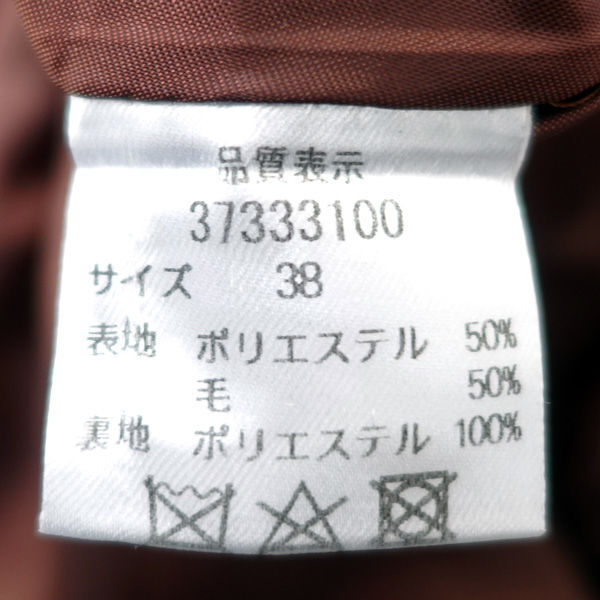 品質表示
37333100
サイズ 38
表地 ポリエステル 50%
毛 50%
裏地 ポリエステル 100%